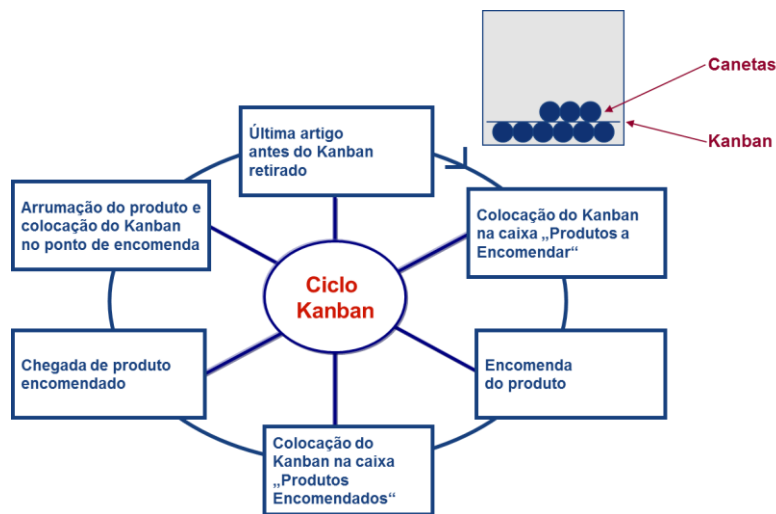 Canetas
Kanban
Última artigo
antes do Kanban
retirado
Colocação do Kanban
na caixa „Produtos a
Encomendar“
Encomenda
do produto
Colocação do
Kanban na caixa
„Produtos
Encomendados“
Chegada de produto
encomendado
Arrumação do produto e
colocação do Kanban
no ponto de encomenda
Ciclo
Kanban